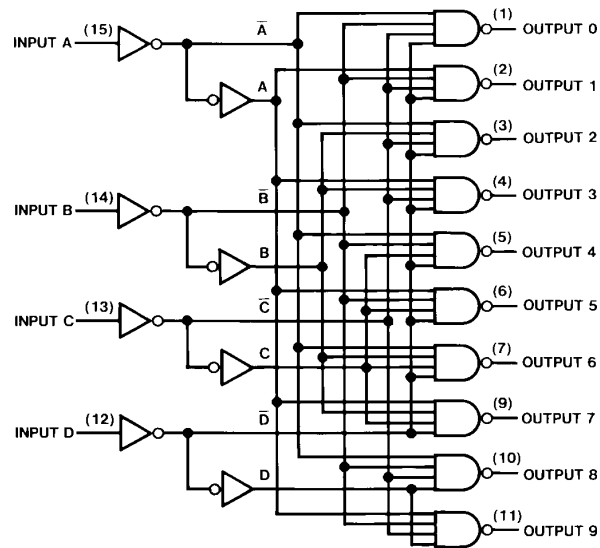 (1)
OUTPUT 0
INPUT A (15)
A̅
(2)
OUTPUT 1
A
(3)
OUTPUT 2
(4)
OUTPUT 3
INPUT B (14)
B̅
(5)
OUTPUT 4
B
(6)
OUTPUT 5
INPUT C (13)
C̅
(7)
OUTPUT 6
C
(9)
OUTPUT 7
INPUT D (12)
D̅
(10)
OUTPUT 8
D
(11)
OUTPUT 9